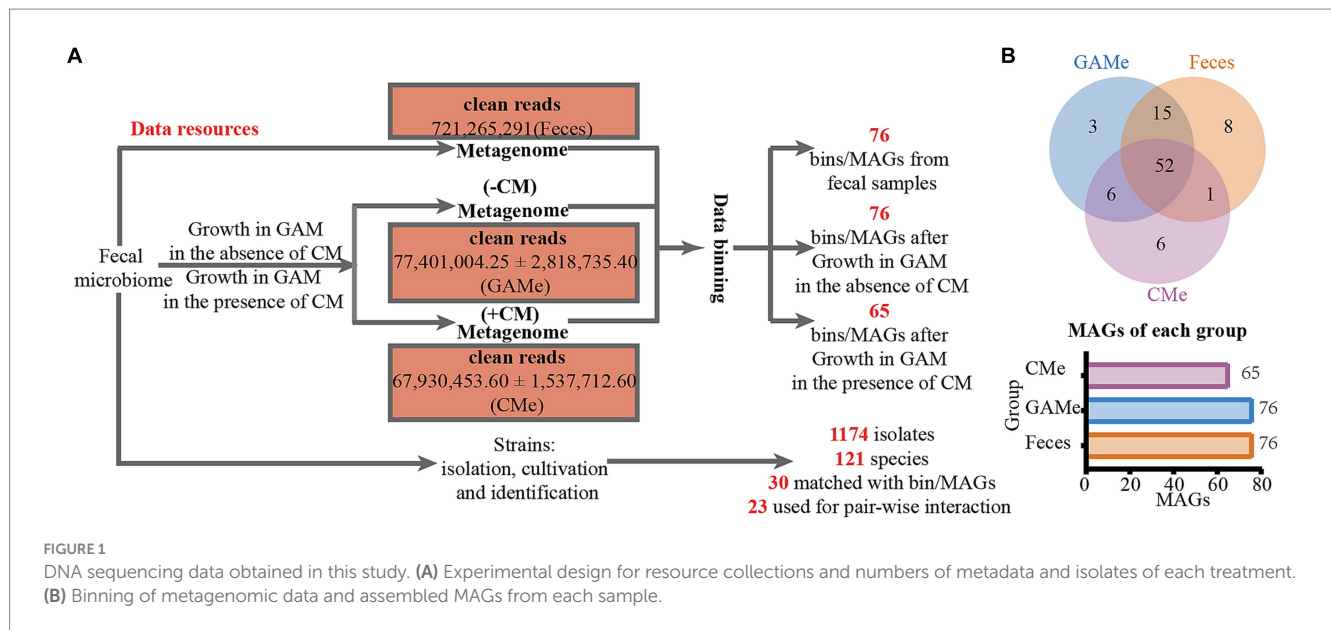 A
Data resources
clean reads
721,265,291(Feces)
Metagenome
(-CM)
Metagenome
clean reads
77,401,004.25 ± 2,818,735.40
(GAMe)
(+CM)
Metagenome
clean reads
67,930,453.60 ± 1,537,712.60
(CMe)
Fecal
microbiome
Growth in GAM
in the absence of CM
Growth in GAM
in the presence of CM
Data binning
76
bins/MAGs from
fecal samples
76
bins/MAGs after
Growth in GAM
in the absence of CM
65
bins/MAGs after
Growth in GAM
in the presence of CM
Strains:
isolation, cultivation
and identification
1174 isolates
121 species
30 matched with bin/MAGs
23 used for pair-wise interaction
B
GAMe
Feces
3
15
8
52
6
1
6
CMe
MAGs of each group
Group
CMe
65
GAMe
76
Feces
76
0 20 40 60 80
MAGs
FIGURE 1
DNA sequencing data obtained in this study. (A) Experimental design for resource collections and numbers of metadata and isolates of each treatment.
(B) Binning of metagenomic data and assembled MAGs from each sample.